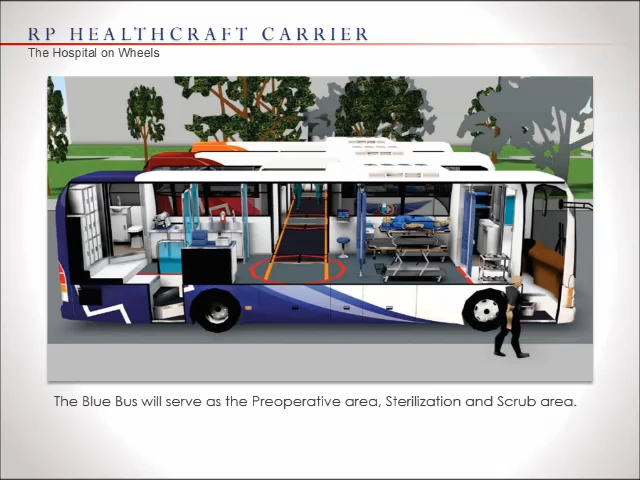 RP HEALTHCRAFT CARRIER
The Hospital on Wheels
The Blue Bus will serve as the Preoperative area, Sterilization and Scrub area.